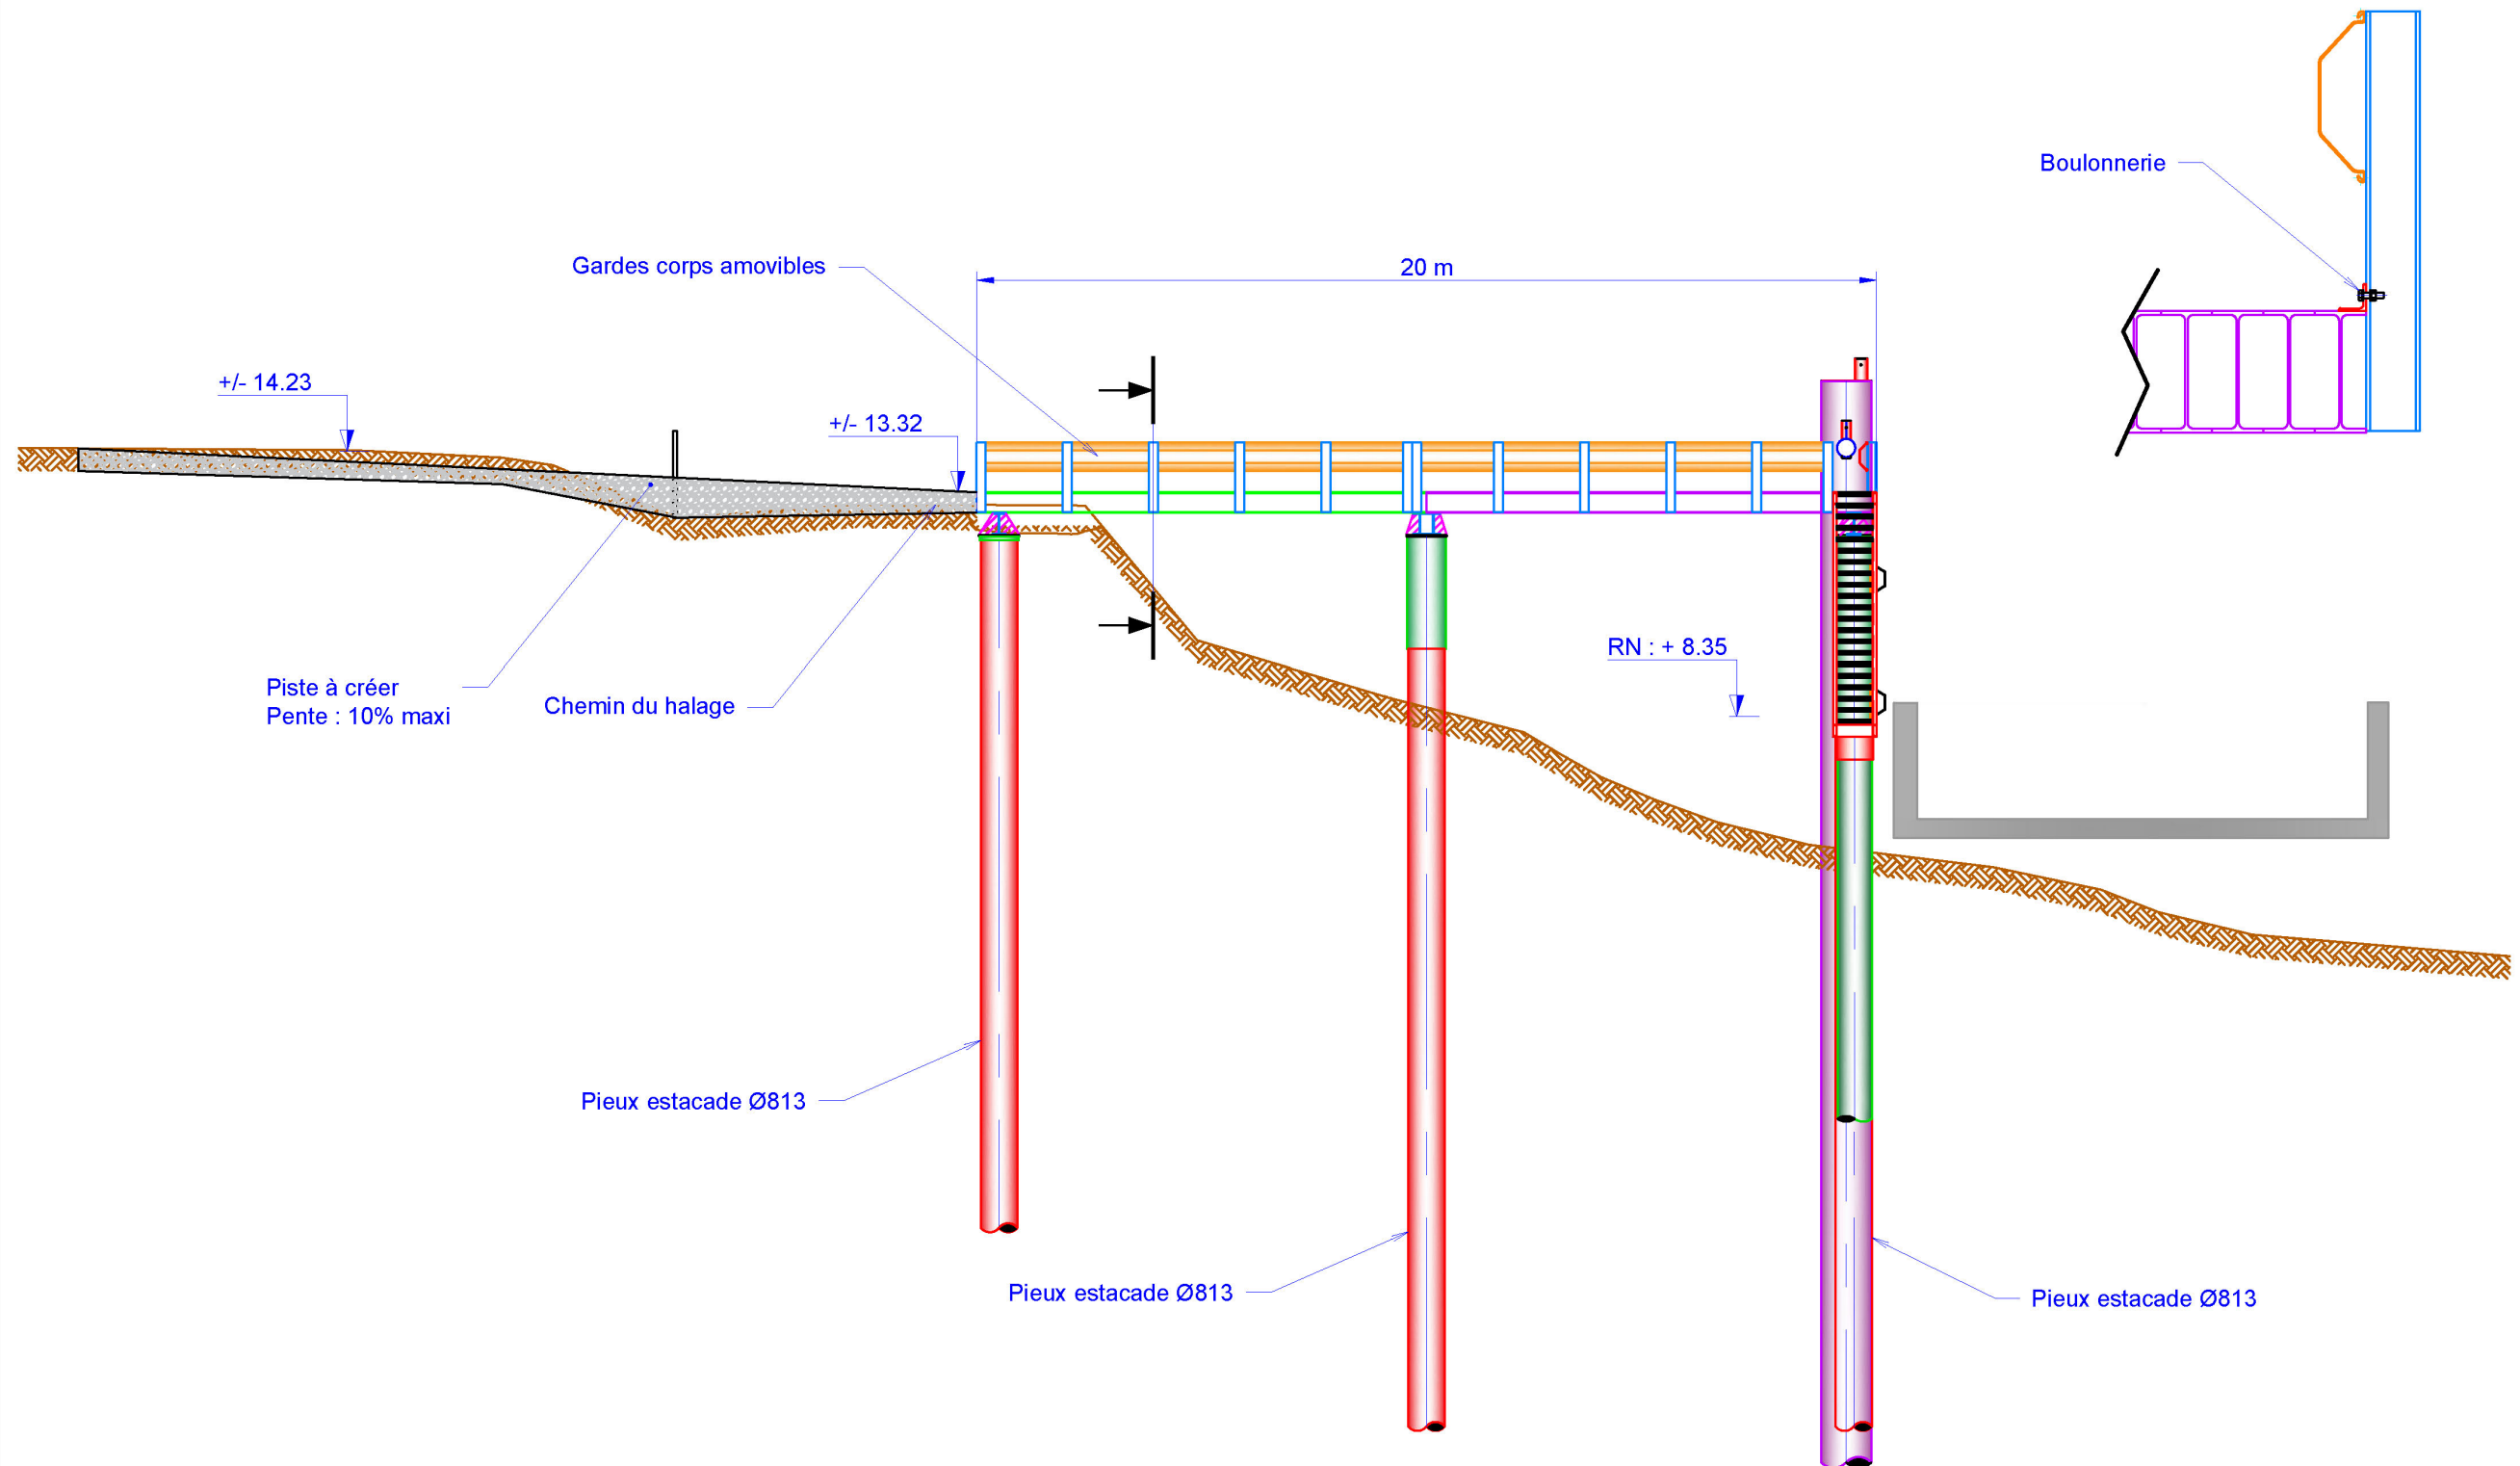 Boulonnerie
Gardes corps amovibles
20 m
+/- 14.23
+/- 13.32
RN : + 8.35
Piste à créer
Pente : 10% maxi
Chemin du halage
Pieux estacade Ø813
Pieux estacade Ø813
Pieux estacade Ø813